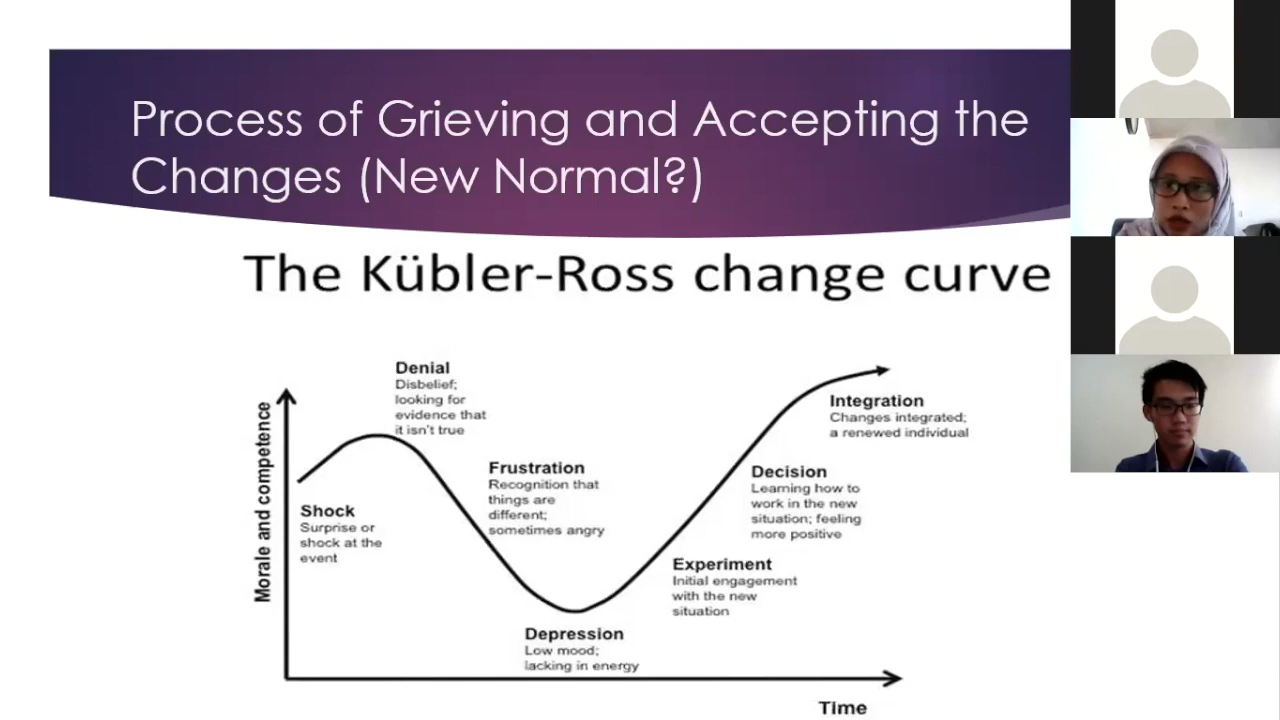 Process of Grieving and Accepting the
Changes (New Normal?)
The Kübler-Ross change curve
Morale and competence
Shock
Surprise or
shock at the
event
Denial
Disbelief;
looking for
evidence that
it isn't true
Frustration
Recognition that
things are
different;
sometimes angry
Depression
Low mood;
lacking in energy
Experiment
Initial engagement
with the new
situation
Decision
Learning how to
work in the new
situation; feeling
more positive
Integration
Changes integrated;
a renewed individual
Time